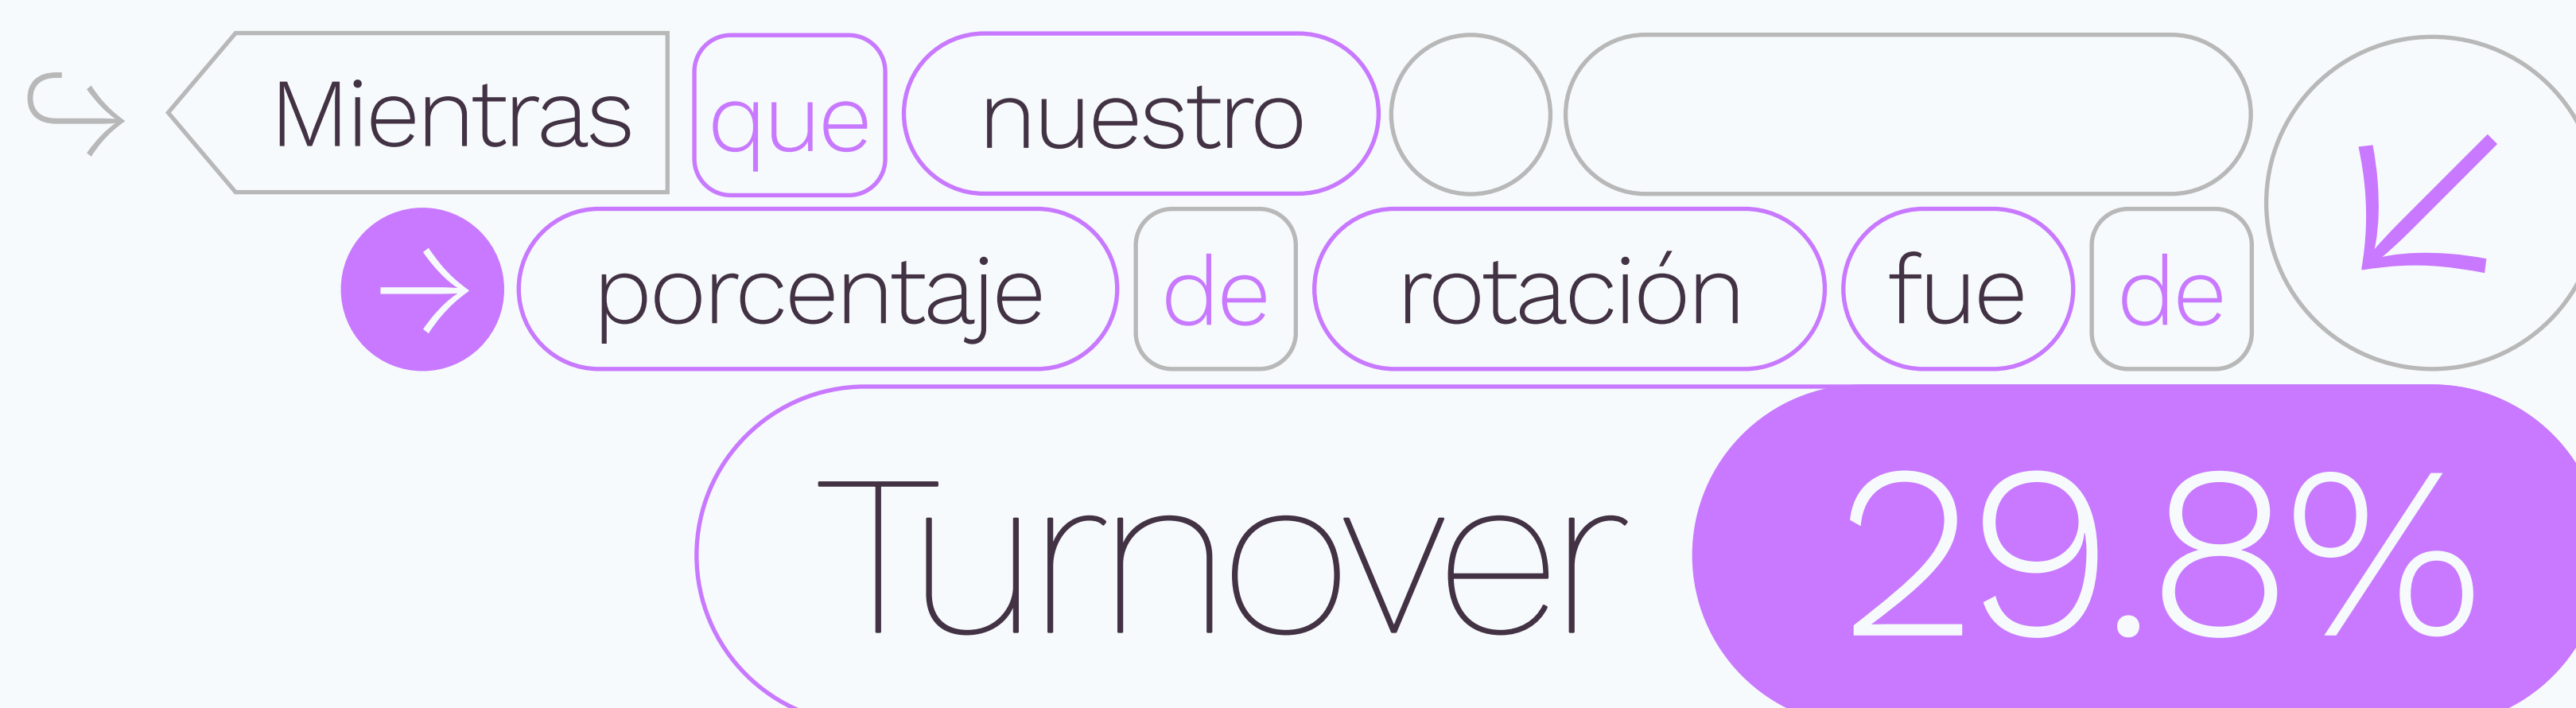 Mientras que nuestro
porcentaje de rotación fue de
Turnover 29.8%